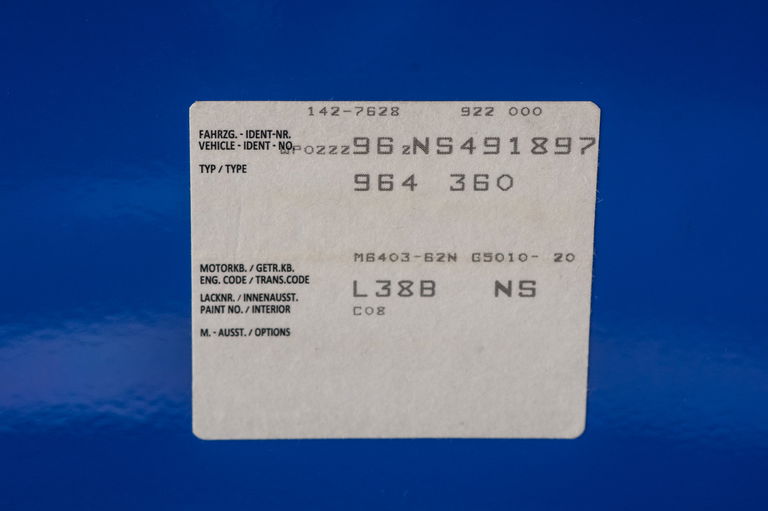 142-7628 922 000
FAHRZG. - IDENT-NR.
VEHICLE - IDENT - NO. WP0ZZZ96ZNS491897
TYP / TYPE
964 360
MOTORKB. / GETR.KB. M6403-62N G5010- 20
ENG. CODE / TRANS.CODE
LACKNR. / INNENAUSST. L38B NS
PAINT NO. / INTERIOR C08
M. - AUSST. / OPTIONS